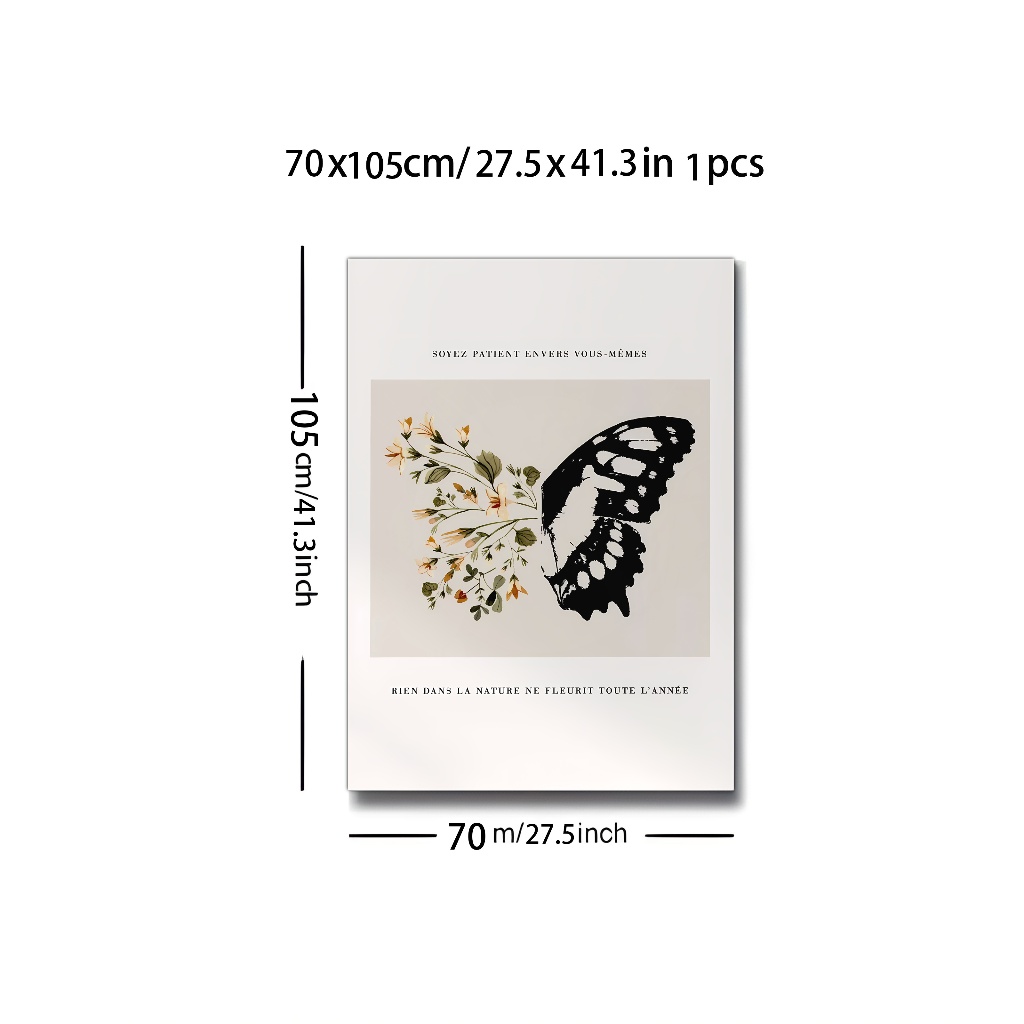 70x105cm/ 27.5x41.3in 1pcs
SOYEZ PATIENT ENVERS VOUS-MÊMES
105cm/41.3inch
RIEN DANS LA NATURE NE FLEURIT TOUTE L'ANNÉE
70 m/27.5inch